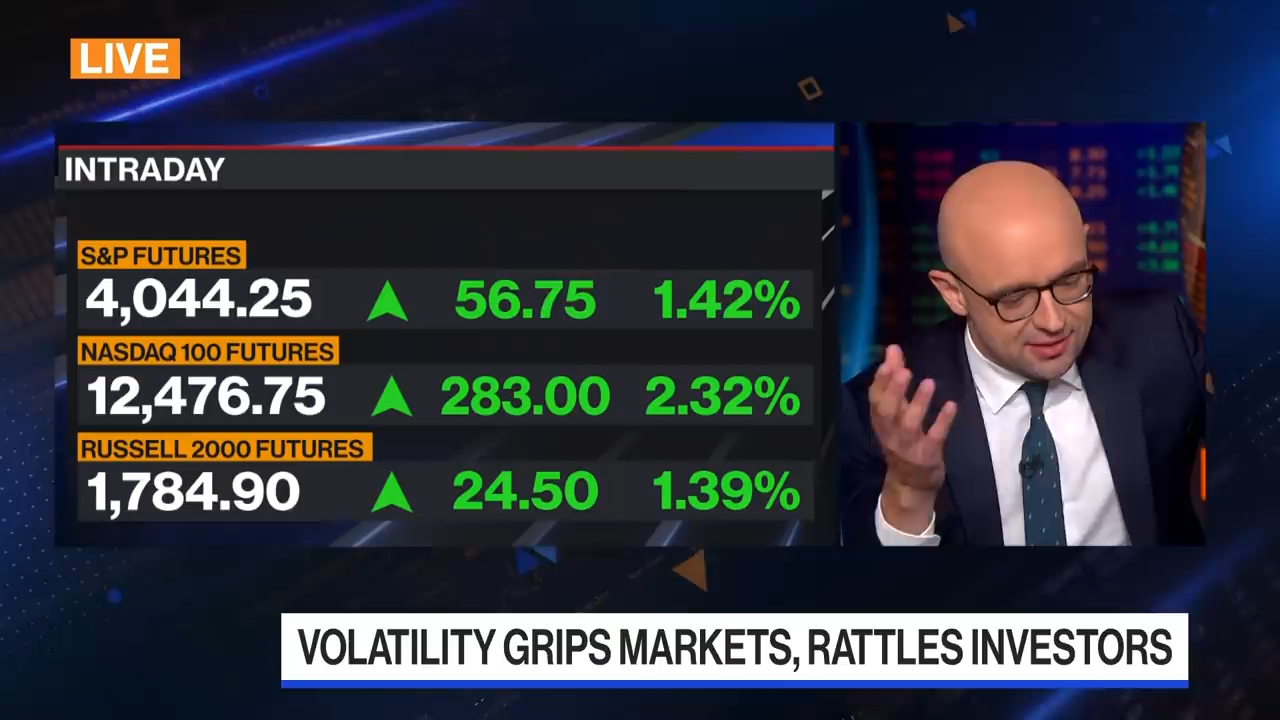 LIVE
INTRADAY
S&P FUTURES
4,044.25 ▲ 56.75 1.42%
NASDAQ 100 FUTURES
12,476.75 ▲ 283.00 2.32%
RUSSELL 2000 FUTURES
1,784.90 ▲ 24.50 1.39%
VOLATILITY GRIPS MARKETS, RATTLES INVESTORS